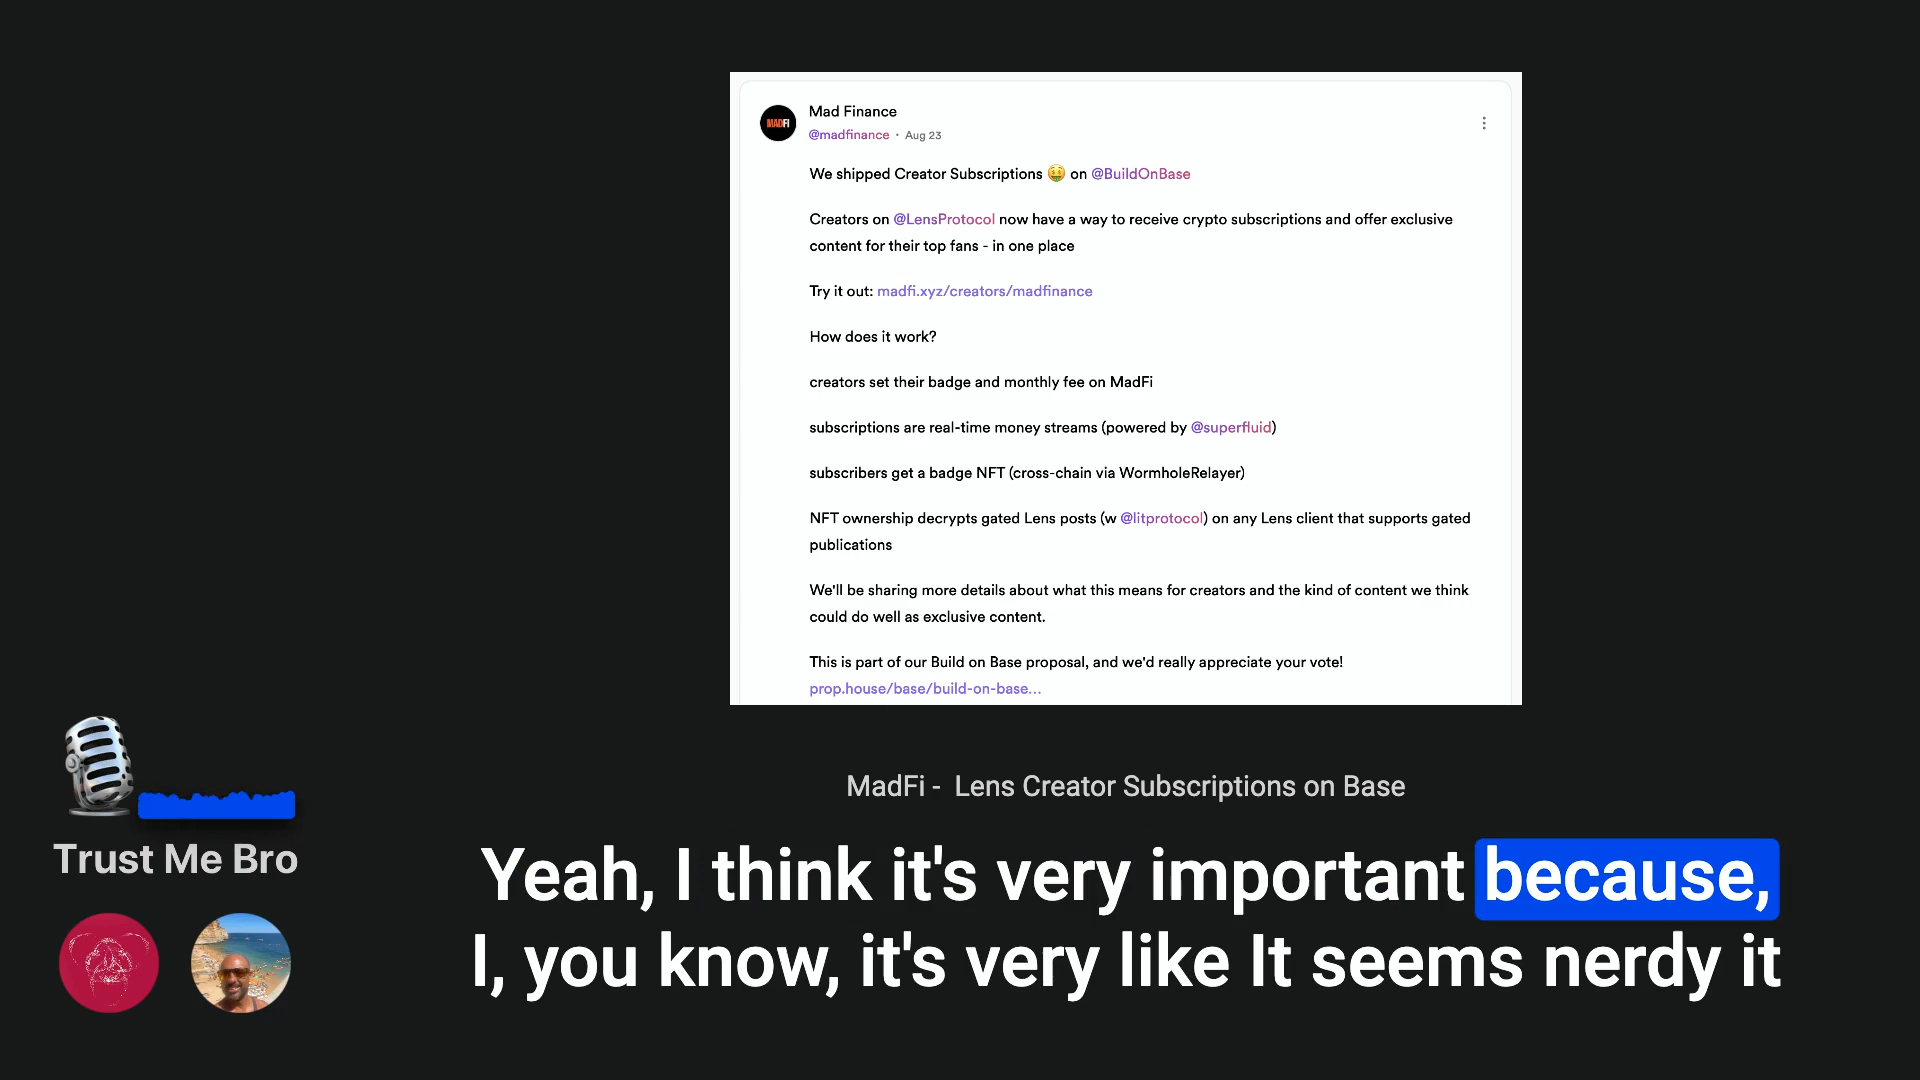 MADFI
Mad Finance
@madfinance · Aug 23
We shipped Creator Subscriptions 🤑 on @BuildOnBase
Creators on @LensProtocol now have a way to receive crypto subscriptions and offer exclusive
content for their top fans - in one place
Try it out: madfi.xyz/creators/madfinance
How does it work?
creators set their badge and monthly fee on MadFi
subscriptions are real-time money streams (powered by @superfluid)
subscribers get a badge NFT (cross-chain via WormholeRelayer)
NFT ownership decrypts gated Lens posts (w @litprotocol) on any Lens client that supports gated
publications
We'll be sharing more details about what this means for creators and the kind of content we think
could do well as exclusive content.
This is part of our Build on Base proposal, and we'd really appreciate your vote!
prop.house/base/build-on-base...
MadFi - Lens Creator Subscriptions on Base
Trust Me Bro
Yeah, I think it's very important because,
I, you know, it's very like It seems nerdy it